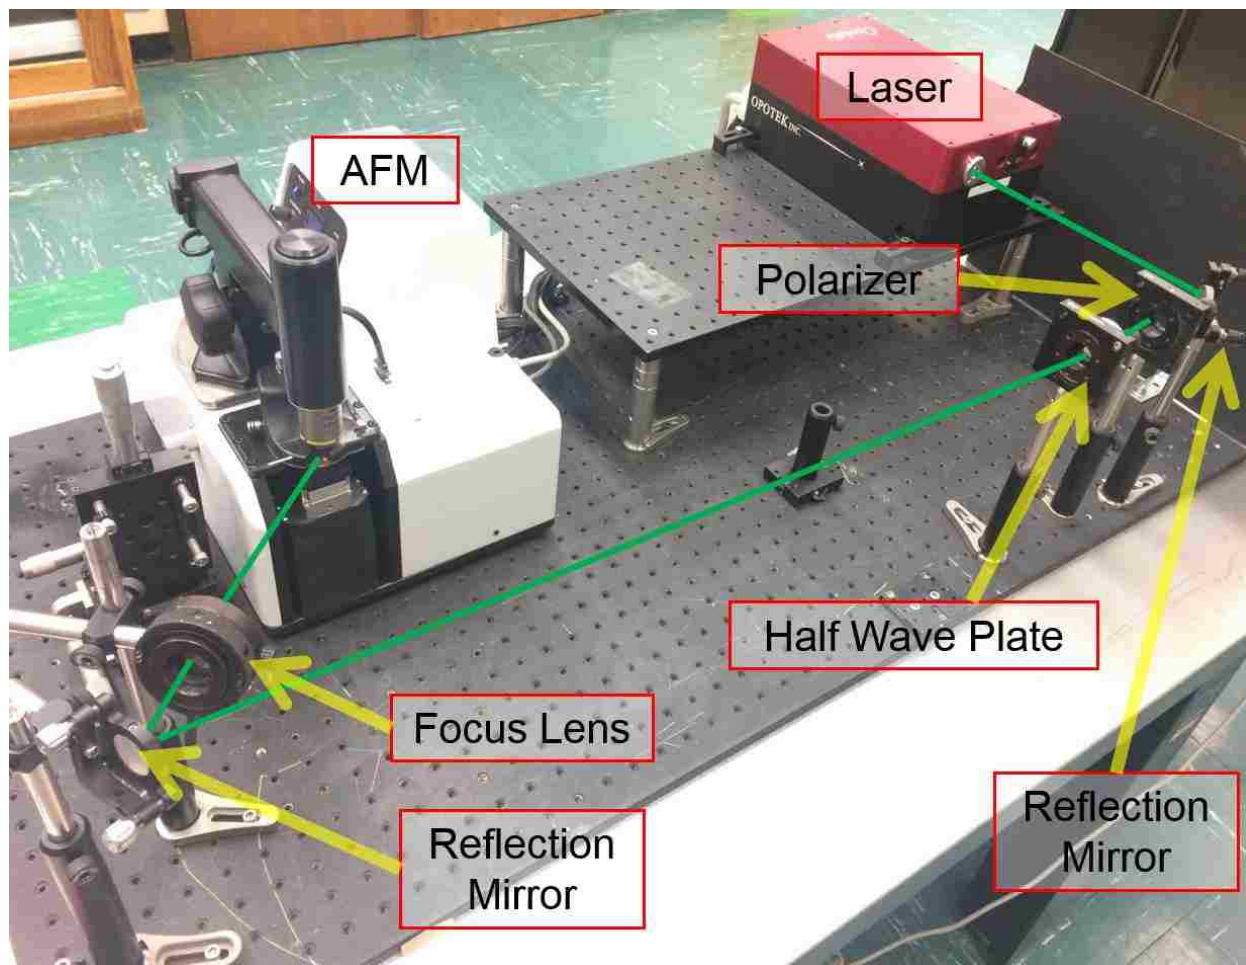 Laser
OPOTEK INC.
AFM
Polarizer
Half Wave Plate
Focus Lens
Reflection
Mirror
Reflection
Mirror